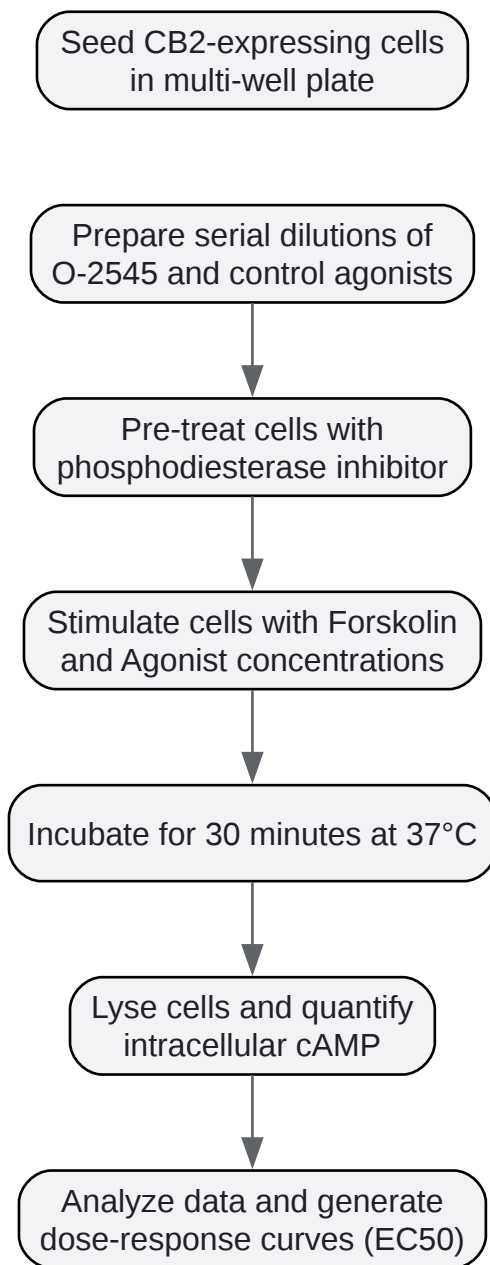 Seed CB2-expressing cells
in multi-well plate
Prepare serial dilutions of
O-2545 and control agonists
Pre-treat cells with
phosphodiesterase inhibitor
Stimulate cells with Forskolin
and Agonist concentrations
Incubate for 30 minutes at 37°C
Lyse cells and quantify
intracellular cAMP
Analyze data and generate
dose-response curves (EC50)